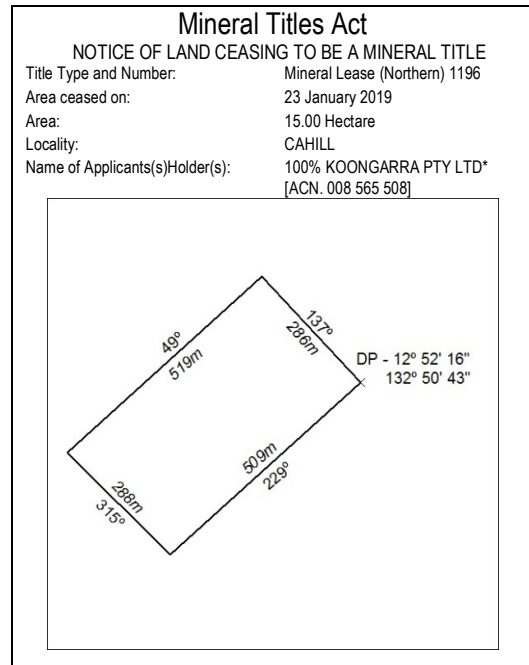 Mineral Titles Act
NOTICE OF LAND CEASING TO BE A MINERAL TITLE
Title Type and Number: Mineral Lease (Northern) 1196
Area ceased on: 23 January 2019
Area: 15.00 Hectare
Locality: CAHILL
Name of Applicants(s)Holder(s): 100% KOONGARRA PTY LTD*
[ACN. 008 565 508]
49º
519m
137º
286m
DP - 12º 52' 16"
132º 50' 43"
509m
229º
288m
315º